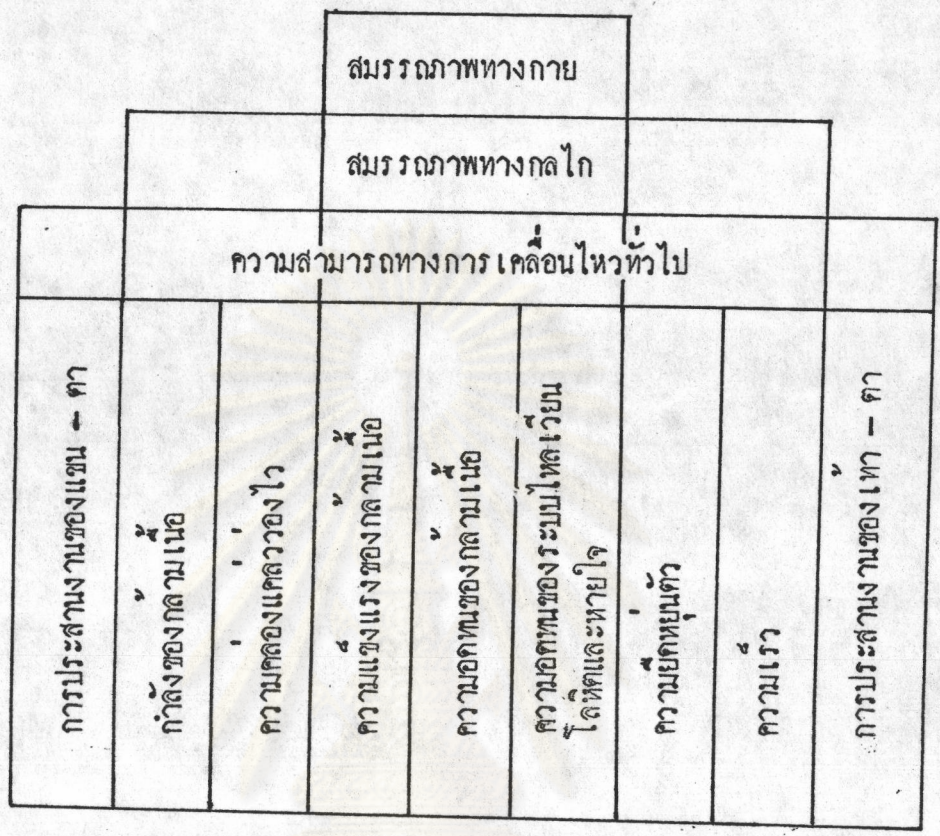 สมรรถภาพทางกาย
สมรรถภาพทางกลไก
ความสามารถทางการเคลื่อนไหวทั่วไป
การประสานงานของแขน - ตา
กำลังของกล้ามเนื้อ
ความคล่องแคล่วว่องไว
ความแข็งแรงของกล้ามเนื้อ
ความอดทนของกล้ามเนื้อ
ความอดทนของระบบไหลเวียน
โลหิตและหายใจ
ความยืดหยุ่นตัว
ความเร็ว
การประสานงานของเท้า - ตา